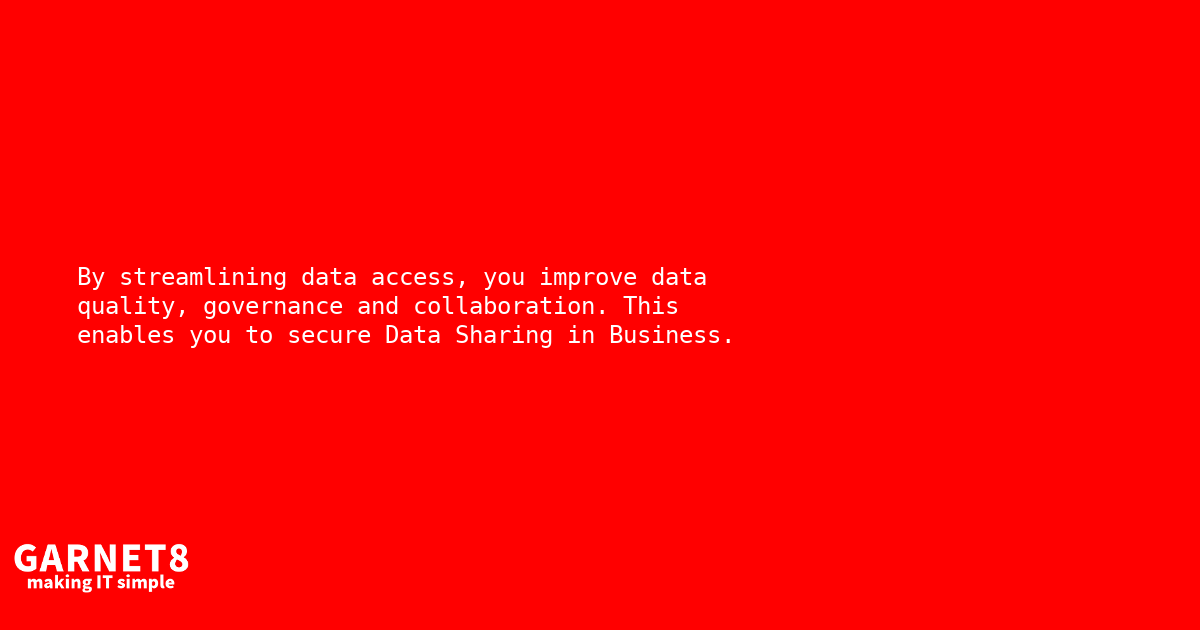 By streamlining data access, you improve data
quality, governance and collaboration. This
enables you to secure Data Sharing in Business.
GARNET8
making IT simple